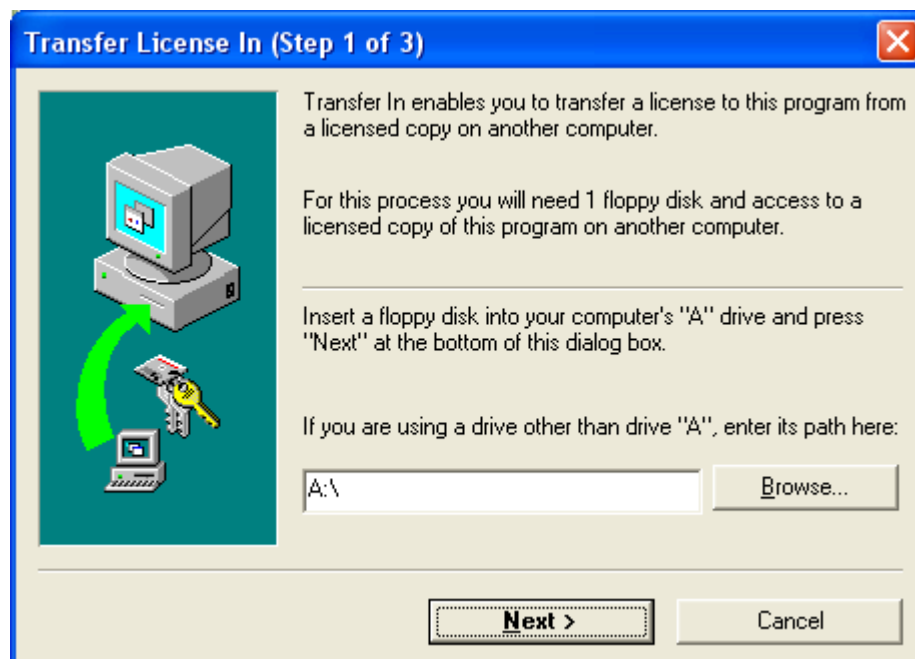 Transfer License In (Step 1 of 3)
Transfer In enables you to transfer a license to this program from
a licensed copy on another computer.
For this process you will need 1 floppy disk and access to a
licensed copy of this program on another computer.
Insert a floppy disk into your computer's "A" drive and press
"Next" at the bottom of this dialog box.
If you are using a drive other than drive "A", enter its path here:
A:\
Browse...
Next >
Cancel